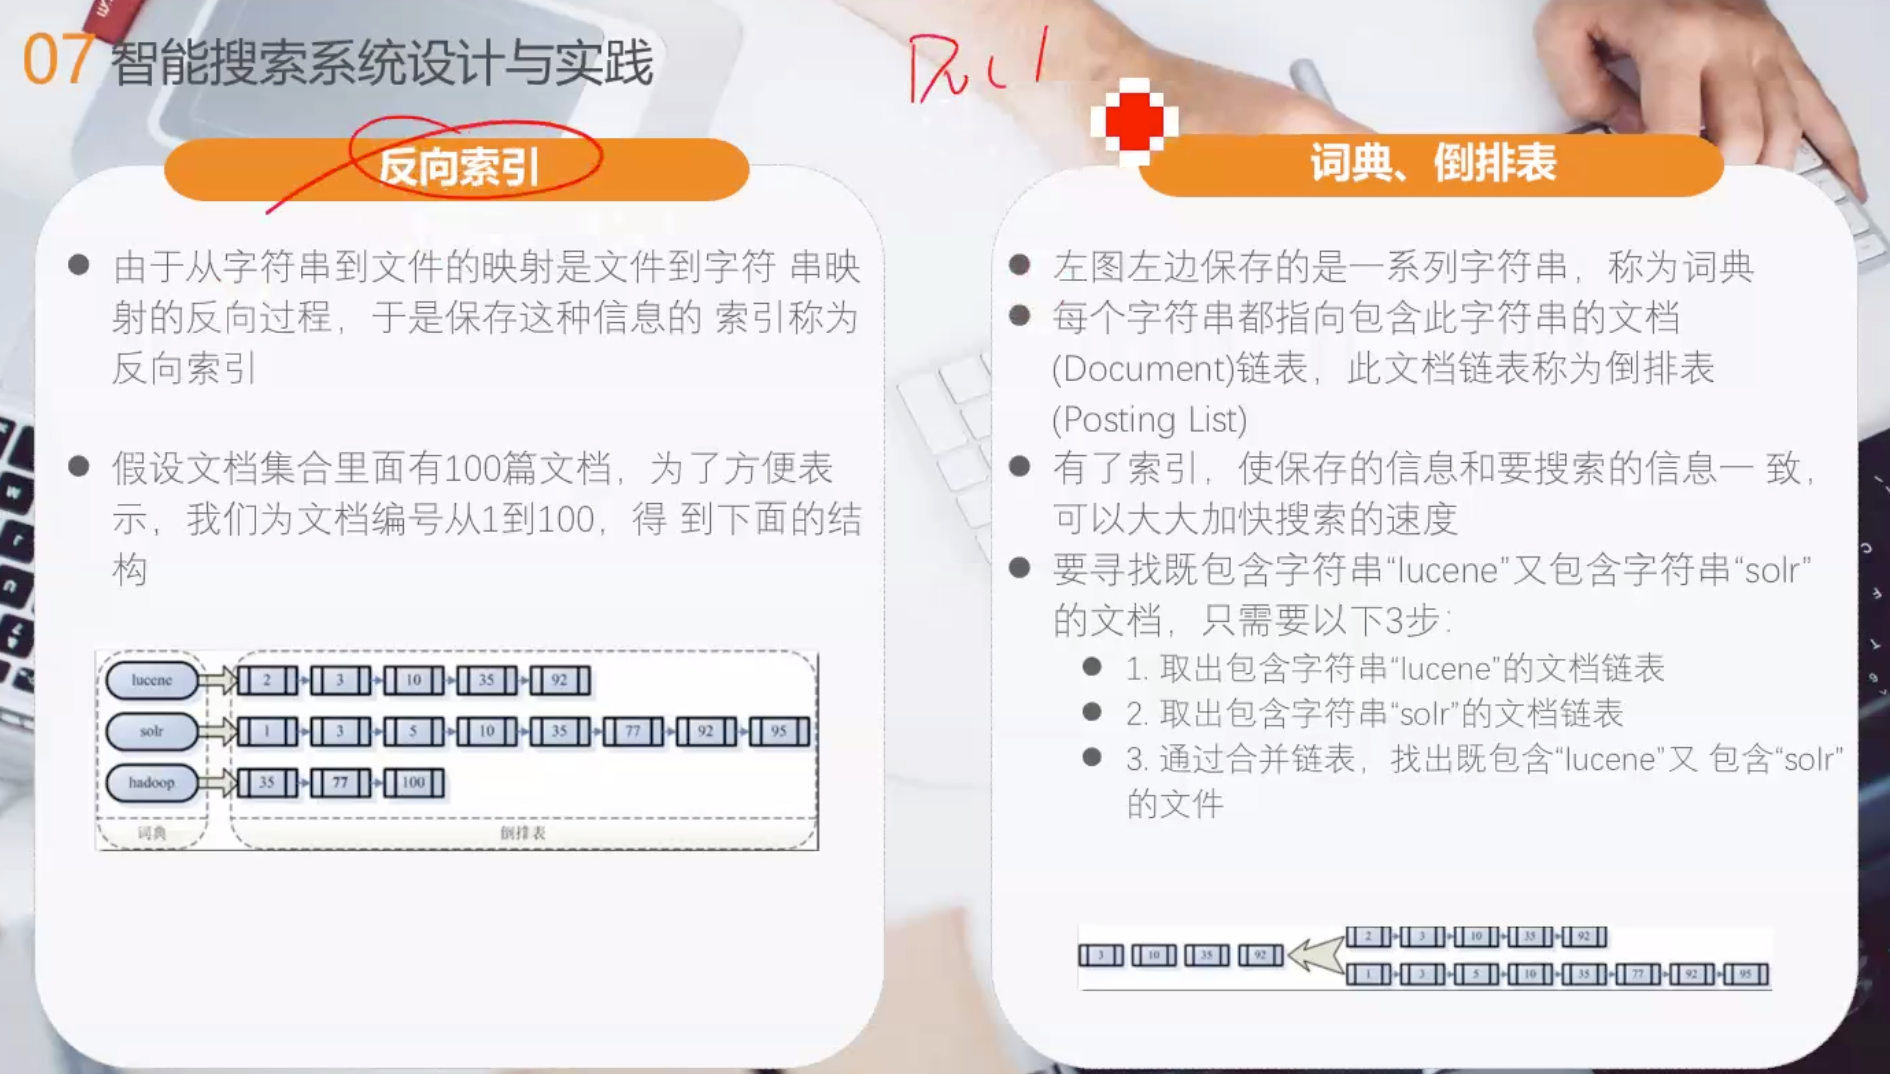 07 智能搜索系统设计与实践
反向索引
由于从字符串到文件的映射是文件到字符 串映
射的反向过程，于是保存这种信息的 索引称为
反向索引
假设文档集合里面有100篇文档，为了方便表
示，我们为文档编号从1到100，得 到下面的结
构
lucene 2 3 10 35 92
solr 1 3 5 10 35 77 92 95
hadoop 35 77 100
词典 倒排表
词典、倒排表
左图左边保存的是一系列字符串，称为词典
每个字符串都指向包含此字符串的文档
(Document)链表，此文档链表称为倒排表
(Posting List)
有了索引，使保存的信息和要搜索的信息一 致，
可以大大加快搜索的速度
要寻找既包含字符串“lucene”又包含字符串“solr”
的文档，只需要以下3步：
1. 取出包含字符串“lucene”的文档链表
2. 取出包含字符串“solr”的文档链表
3. 通过合并链表，找出既包含“lucene”又 包含“solr”
的文件
2 3 10 35 92
3 10 35 92
1 3 5 10 35 77 92 95